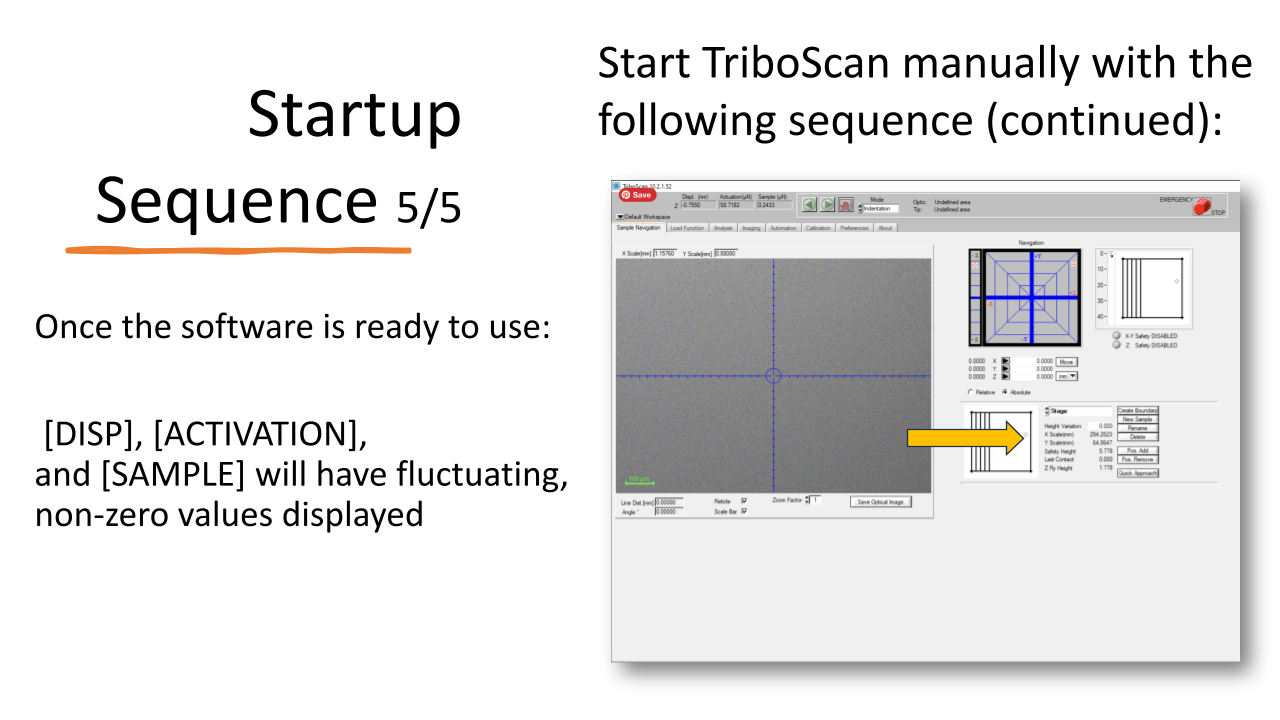 Startup
Sequence 5/5
Once the software is ready to use:
[DISP], [ACTIVATION],
and [SAMPLE] will have fluctuating,
non-zero values displayed
Start TriboScan manually with the
following sequence (continued):
TriboScan 10.2.1.52
Save
Displ. (nm) Actuation(µN) Sample (µN)
Z -0.7550 58.7182 0.2433
Mode
Indentation
Optic: Undefined area
Tip: Undefined area
EMERGENCY
STOP
Default Workspace
Sample Navigation Load Function Analysis Imaging Automation Calibration Preferences About
X Scale[mm] 1.15760 Y Scale[mm] 0.88000
100 µm
Line Dist [mm] 0.00000 Reticle Zoom Factor 1 Save Optical Image
Angle ° 0.00000 Scale Bar
Navigation
+Y
-Y
0-
10-
20-
30-
40-
X-Y Safety DISABLED
Z Safety DISABLED
0.0000 X 0.0000 Move
0.0000 Y 0.0000
0.0000 Z 0.0000 mm
Relative Absolute
Stage
Height Variation 0.000
X Scale(mm) 294.2523
Y Scale(mm) 64.8647
Safety Height 5.778
Last Contact 0.000
Z Fly Height 1.778
Create Boundary
New Sample
Rename
Delete
Pos. Add
Pos. Remove
Quick Approach